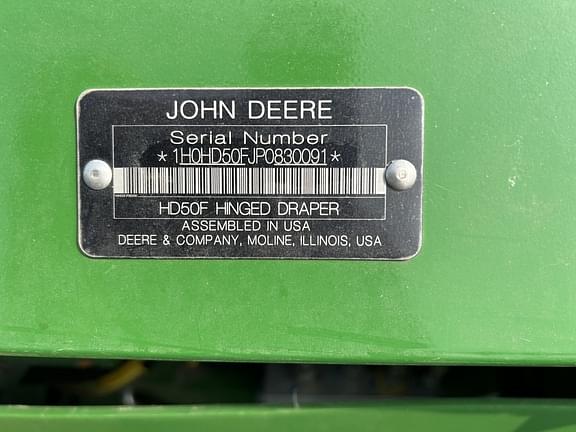 JOHN DEERE
Serial Number
*1H0HD50FJP0830091*
HD50F HINGED DRAPER
ASSEMBLED IN USA
DEERE & COMPANY, MOLINE, ILLINOIS, USA